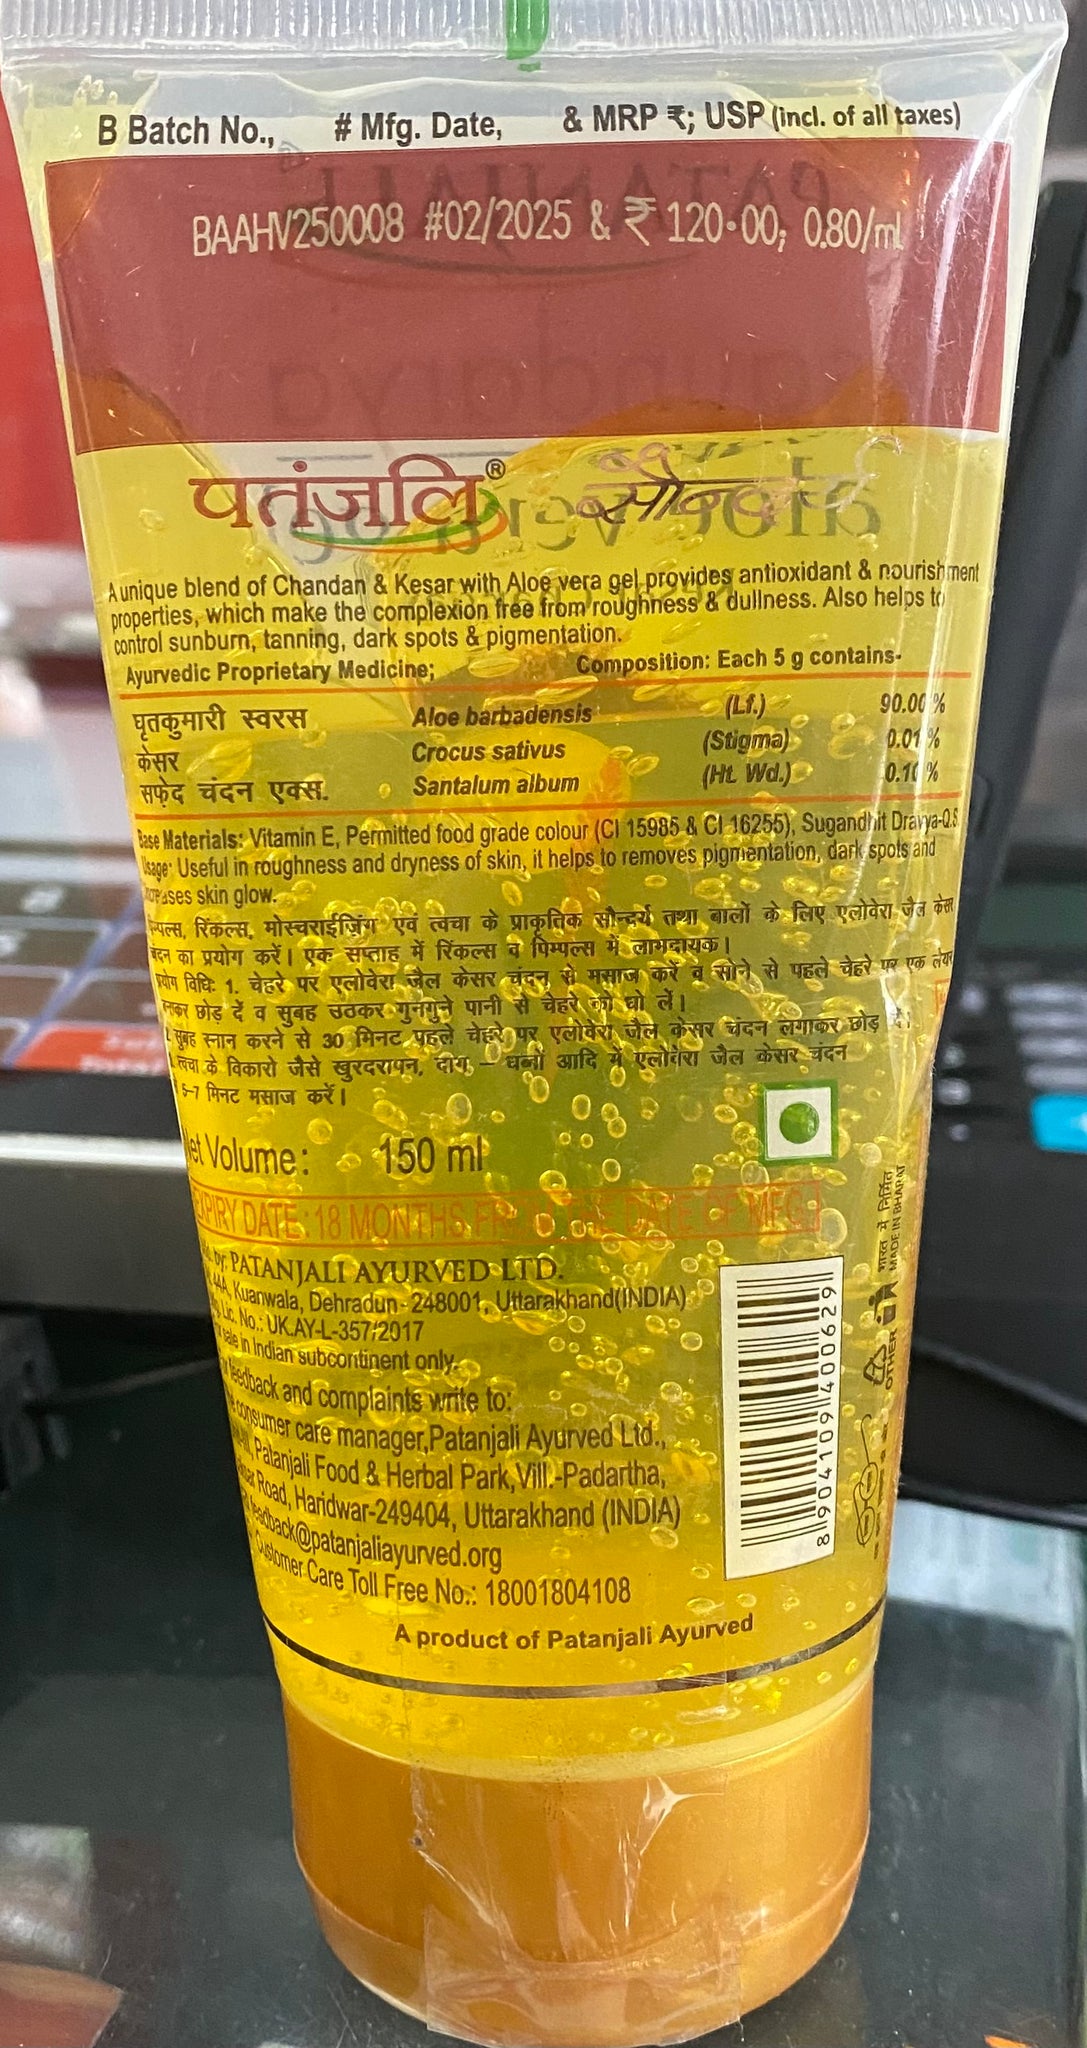 B Batch No., # Mfg. Date, & MRP ₹; USP (incl. of all taxes)
BAAHV250008 #02/2025 & ₹ 120.00; 0.80/ml
पतंजलि® सौन्दर्य
A unique blend of Chandan & Kesar with Aloe vera gel provides antioxidant & nourishment
properties, which make the complexion free from roughness & dullness. Also helps to
control sunburn, tanning, dark spots & pigmentation.
Ayurvedic Proprietary Medicine; Composition: Each 5 g contains-
घृतकुमारी स्वरस Aloe barbadensis (Lf.) 90.00 %
केसर Crocus sativus (Stigma) 0.01 %
सफेद चंदन एक्स. Santalum album (Ht. Wd.) 0.10 %
Base Materials: Vitamin E, Permitted food grade colour (CI 15985 & CI 16255), Sugandhit Dravya-Q.S.
Usage: Useful in roughness and dryness of skin, it helps to removes pigmentation, dark spots and
skin glow.
रिंकल्स, मोस्चराईज़िंग एवं त्वचा के प्राकृतिक सौन्दर्य तथा बालों के लिए एलोवेरा जैल केसर
का प्रयोग करें। एक सप्ताह में रिंकल्स व पिम्पल्स में लाभदायक।
विधिः 1. चेहरे पर एलोवेरा जैल केसर चंदन से मसाज करें व सोने से पहले चेहरे पर एक लेयर
छोड़ दें व सुबह उठकर गुनगुने पानी से चेहरे को धो लें।
सुबह स्नान करने से 30 मिनट पहले चेहरे पर एलोवेरा जैल केसर चंदन लगाकर छोड़ दें।
त्वचा के विकारो जैसे खुरदरापन, दाग – धब्बों आदि में एलोवेरा जैल केसर चंदन
5-7 मिनट मसाज करें।
Net Volume: 150 ml
EXPIRY DATE: 18 MONTHS FROM THE DATE OF MFG.
by: PATANJALI AYURVED LTD.
Kuanwala, Dehradun- 248001, Uttarakhand(INDIA)
Lic. No.: UK.AY-L-357/2017
sale in Indian subcontinent only.
feedback and complaints write to:
consumer care manager, Patanjali Ayurved Ltd.,
Patanjali Food & Herbal Park, Vill.-Padartha,
Road, Haridwar-249404, Uttarakhand (INDIA)
feedback@patanjaliayurved.org
Customer Care Toll Free No.: 18001804108
8 904109 400629
OTHER
भारत में निर्मित
MADE IN BHARAT
A product of Patanjali Ayurved